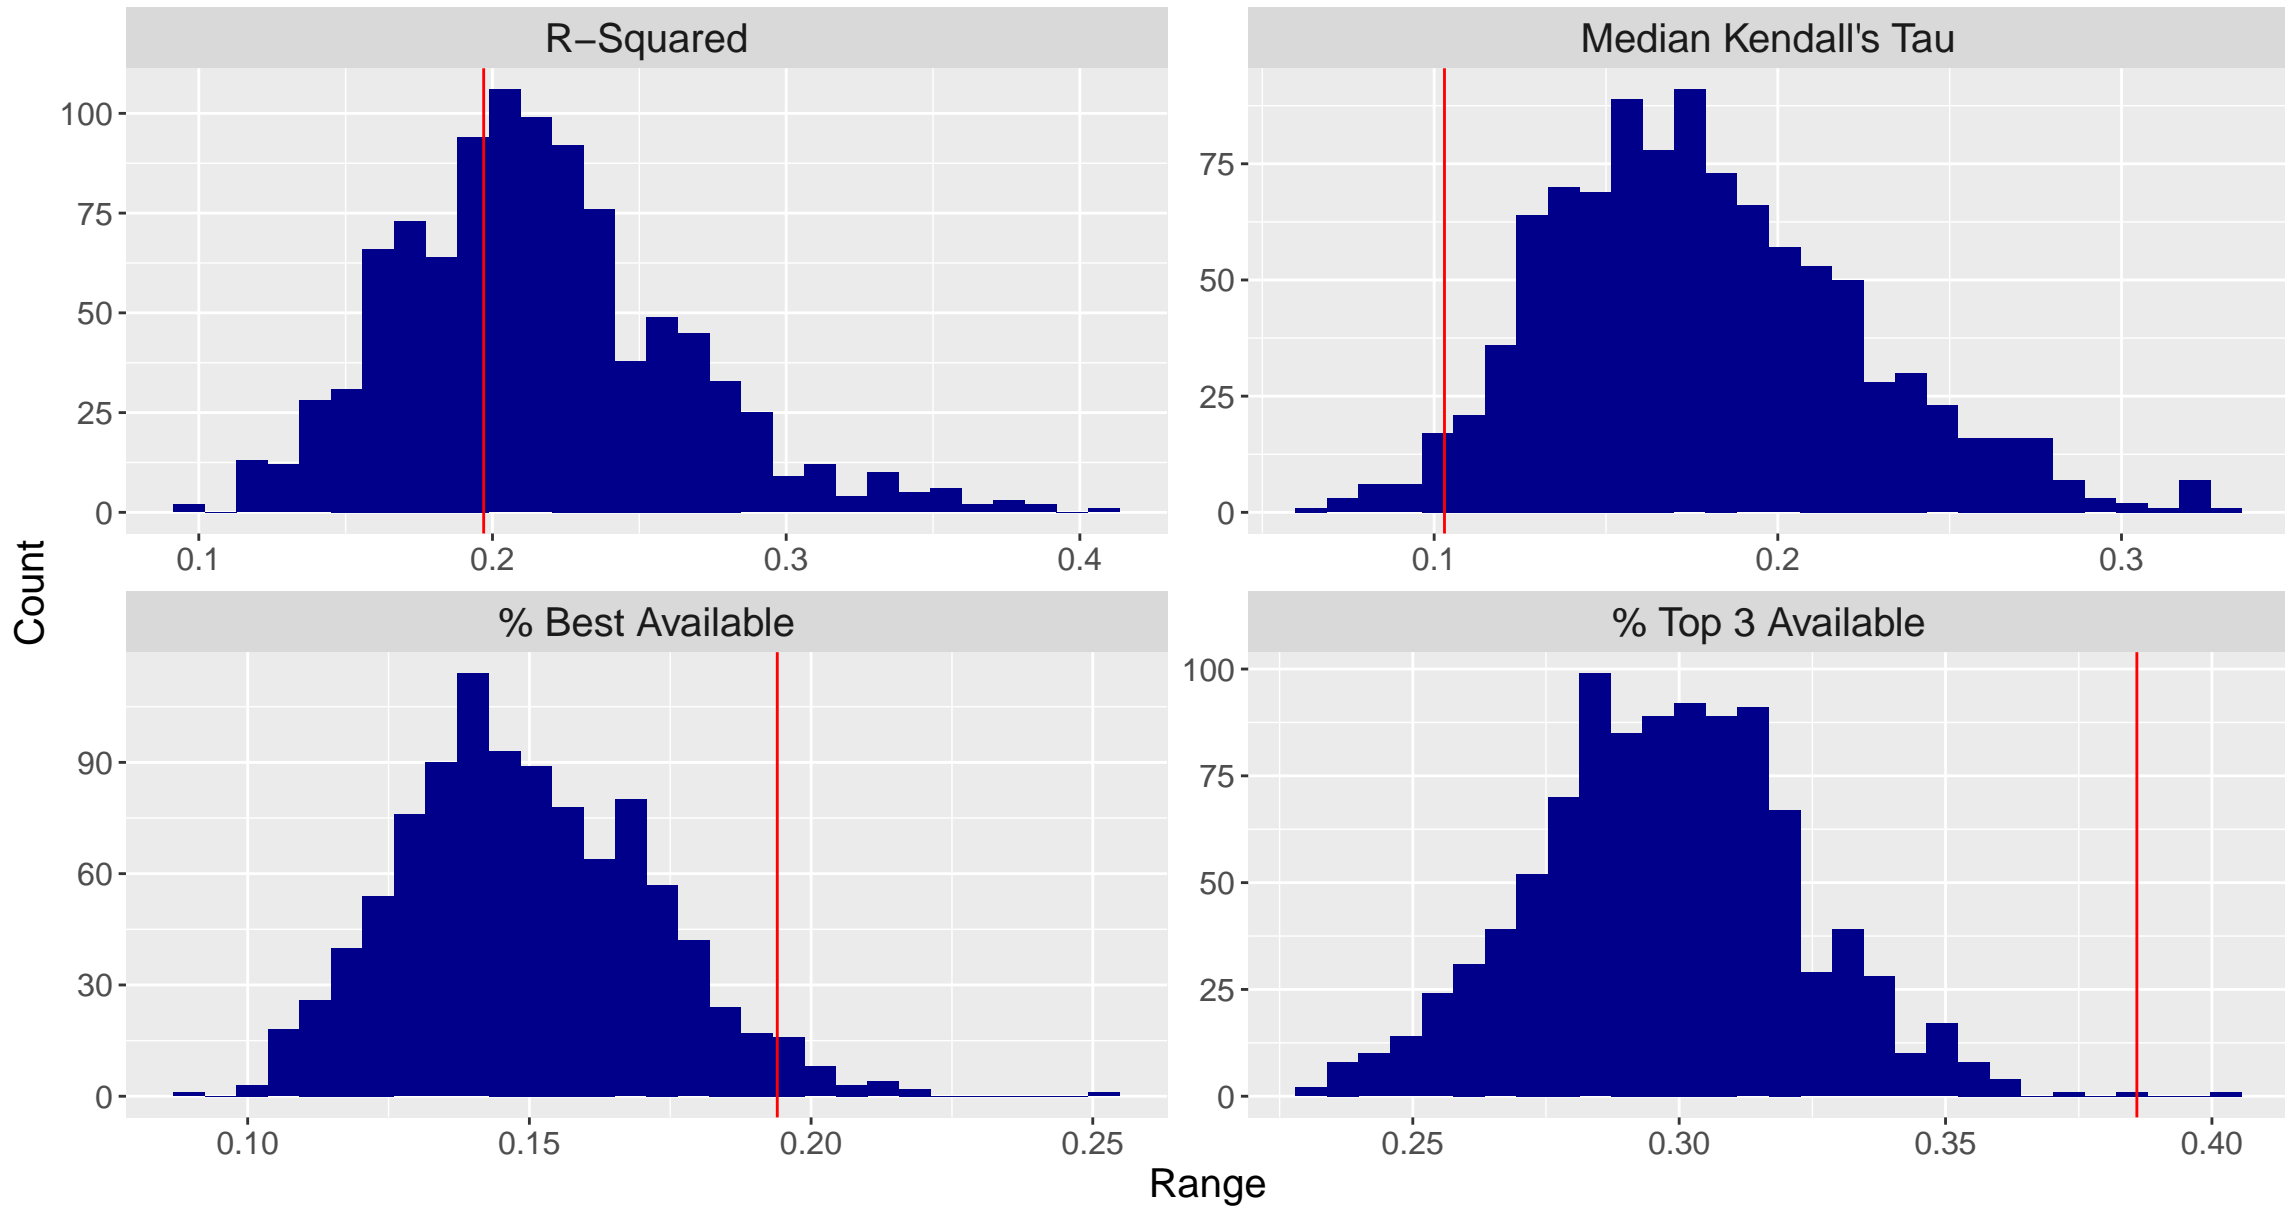 R−Squared
Median Kendall's Tau
100
75
50
25
0
75
50
25
0
0.1 0.2 0.3 0.4
0.1 0.2 0.3
Count
% Best Available
% Top 3 Available
90
60
30
0
100
75
50
25
0
0.10 0.15 0.20 0.25
0.25 0.30 0.35 0.40
Range